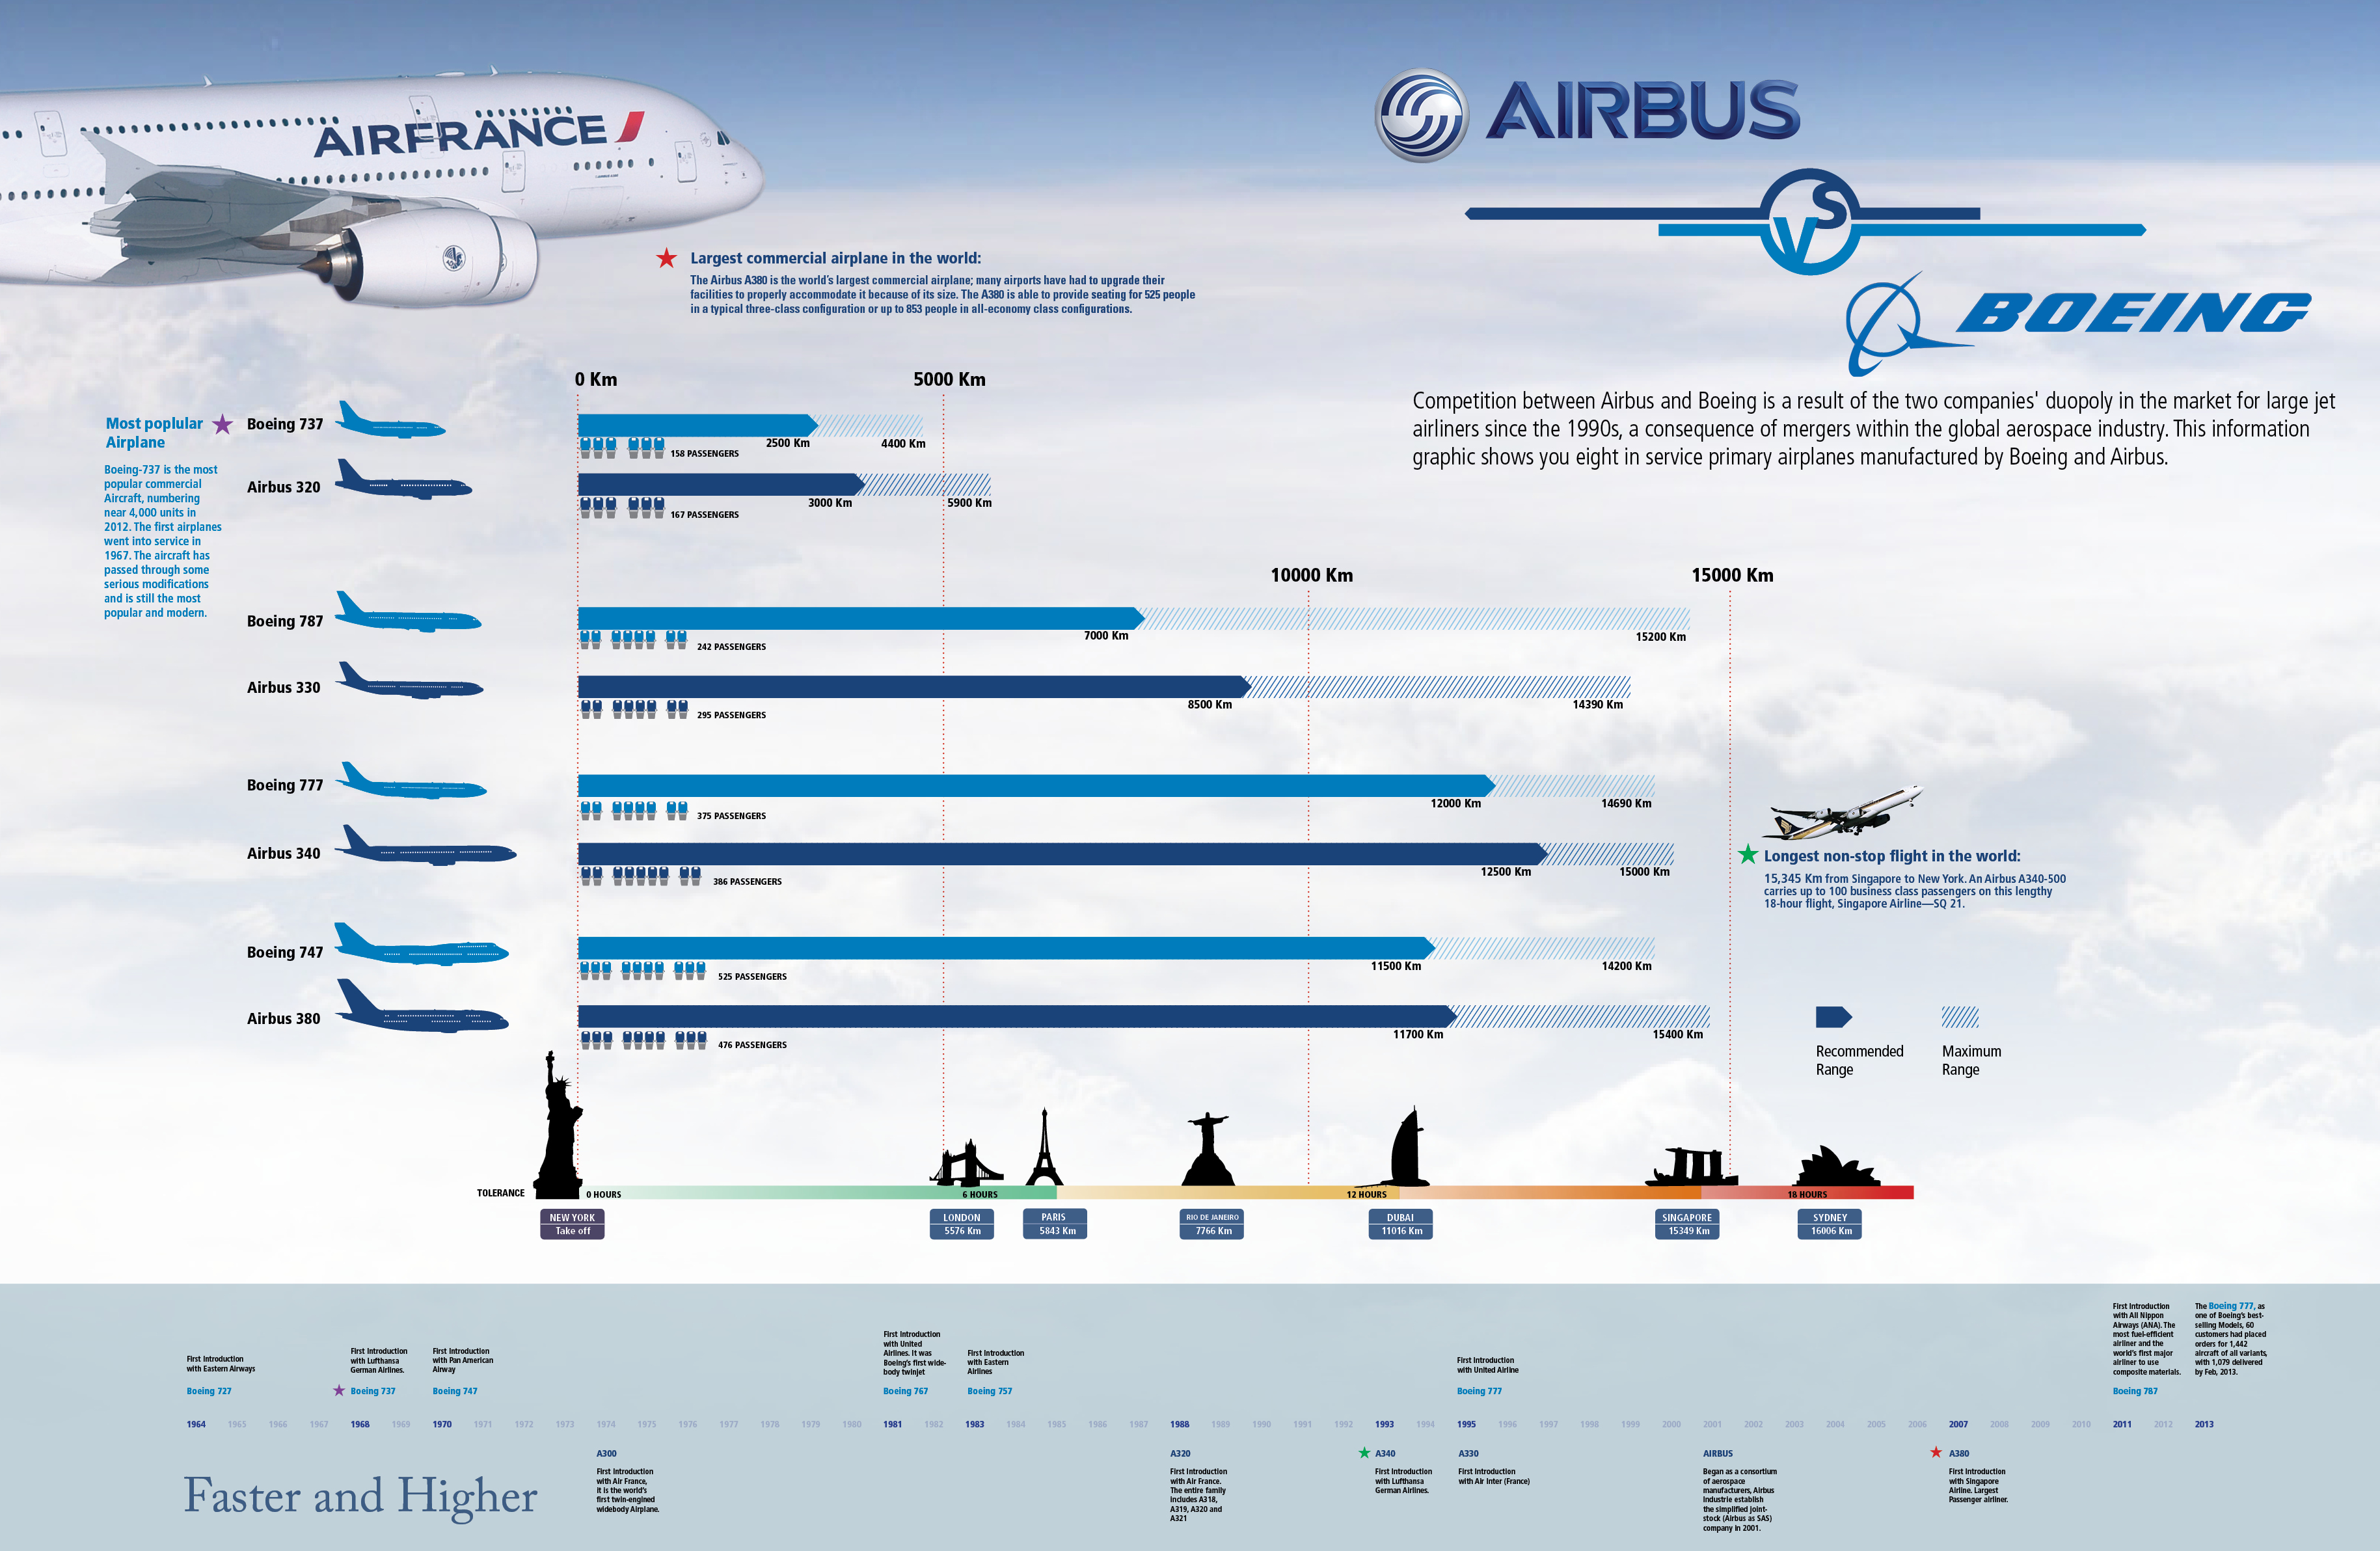 AIRFRANCE
AIRBUS
VS
BOEING
Largest commercial airplane in the world:
The Airbus A380 is the world's largest commercial airplane; many airports have had to upgrade their
facilities to properly accommodate it because of its size. The A380 is able to provide seating for 525 people
in a typical three-class configuration or up to 853 people in all-economy class configurations.
Competition between Airbus and Boeing is a result of the two companies' duopoly in the market for large jet
airliners since the 1990s, a consequence of mergers within the global aerospace industry. This information
graphic shows you eight in service primary airplanes manufactured by Boeing and Airbus.
0 Km
5000 Km
Most poplular
Airplane
Boeing-737 is the most
popular commercial
Aircraft, numbering
near 4,000 units in
2012. The first airplanes
went into service in
1967. The aircraft has
passed through some
serious modifications
and is still the most
popular and modern.
Boeing 737
2500 Km
4400 Km
158 PASSENGERS
Airbus 320
3000 Km
5900 Km
167 PASSENGERS
10000 Km
15000 Km
Boeing 787
7000 Km
15200 Km
242 PASSENGERS
Airbus 330
8500 Km
14390 Km
295 PASSENGERS
Boeing 777
12000 Km
14690 Km
375 PASSENGERS
Airbus 340
12500 Km
15000 Km
386 PASSENGERS
Longest non-stop flight in the world:
15,345 Km from Singapore to New York. An Airbus A340-500
carries up to 100 business class passengers on this lengthy
18-hour flight, Singapore Airline—SQ 21.
Boeing 747
11500 Km
14200 Km
525 PASSENGERS
Airbus 380
11700 Km
15400 Km
476 PASSENGERS
Recommended
Range
Maximum
Range
TOLERANCE
0 HOURS
6 HOURS
12 HOURS
18 HOURS
NEW YORK
Take off
LONDON
5576 Km
PARIS
5843 Km
RIO DE JANEIRO
7766 Km
DUBAI
11016 Km
SINGAPORE
15349 Km
SYDNEY
16006 Km
First Introduction
with Eastern Airways
Boeing 727
First Introduction
with Lufthansa
German Airlines.
Boeing 737
First Introduction
with Pan American
Airway
Boeing 747
First Introduction
with United
Airlines. It was
Boeing's first wide-
body twinjet
Boeing 767
First Introduction
with Eastern
Airlines
Boeing 757
First Introduction
with United Airline
Boeing 777
First Introduction
with All Nippon
Airways (ANA). The
most fuel-efficient
airliner and the
world's first major
airliner to use
composite materials.
Boeing 787
The Boeing 777, as
one of Boeing's best-
selling Models, 60
customers had placed
orders for 1,442
aircraft of all variants,
with 1,079 delivered
by Feb, 2013.
1964 1965 1966 1967 1968 1969 1970 1971 1972 1973 1974 1975 1976 1977 1978 1979 1980 1981 1982 1983 1984 1985 1986 1987 1988 1989 1990 1991 1992 1993 1994 1995 1996 1997 1998 1999 2000 2001 2002 2003 2004 2005 2006 2007 2008 2009 2010 2011 2012 2013
Faster and Higher
A300
First Introduction
with Air France,
it is the world's
first twin-engined
widebody Airplane.
A320
First Introduction
with Air France.
The entire family
includes A318,
A319, A320 and
A321
A340
First Introduction
with Lufthansa
German Airlines.
A330
First Introduction
with Air Inter (France)
AIRBUS
Began as a consortium
of aerospace
manufacturers, Airbus
Industrie establish
the simplified joint-
stock (Airbus as SAS)
company in 2001.
A380
First Introduction
with Singapore
Airline. Largest
Passenger airliner.